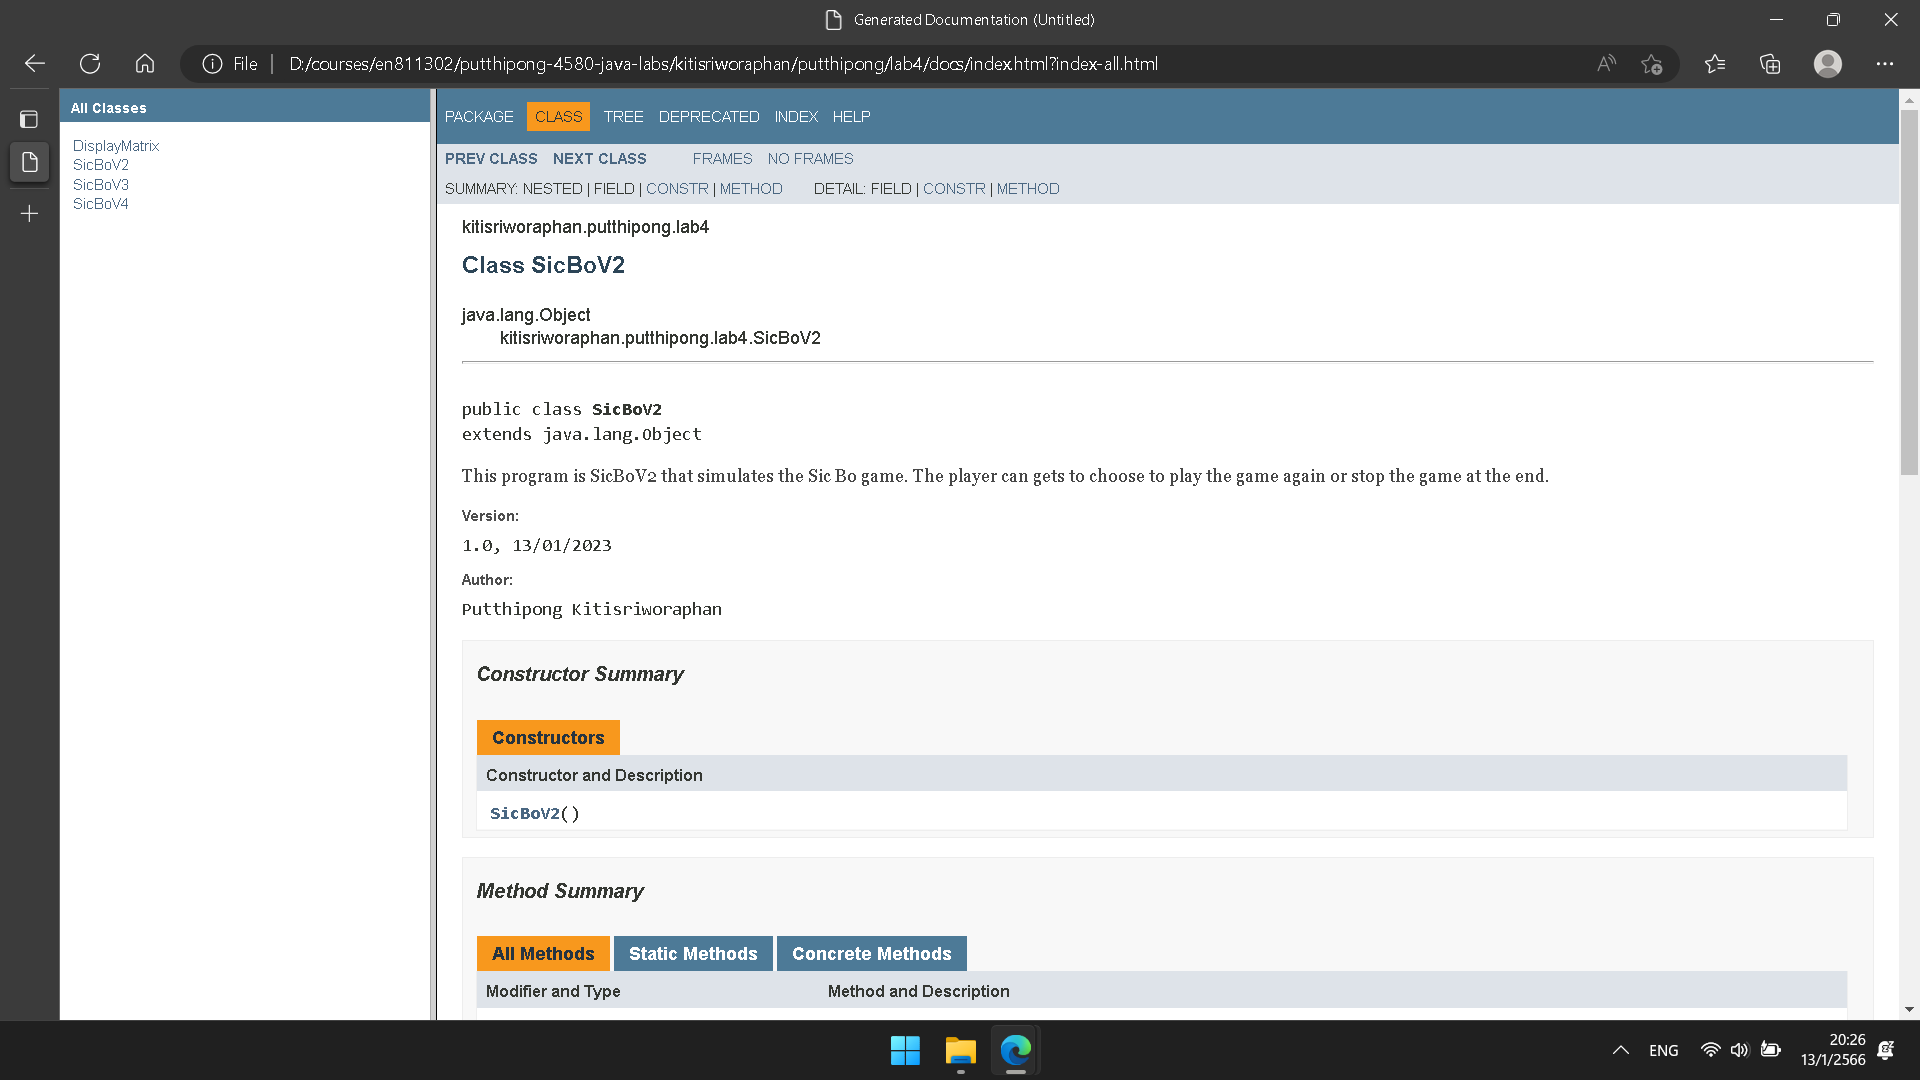 Generated Documentation (Untitled)
File | D:/courses/en811302/putthipong-4580-java-labs/kitisriworaphan/putthipong/lab4/docs/index.html?index-all.html
All Classes
DisplayMatrix
SicBoV2
SicBoV3
SicBoV4
PACKAGE CLASS TREE DEPRECATED INDEX HELP
PREV CLASS NEXT CLASS FRAMES NO FRAMES
SUMMARY: NESTED | FIELD | CONSTR | METHOD DETAIL: FIELD | CONSTR | METHOD
kitisriworaphan.putthipong.lab4
Class SicBoV2
java.lang.Object
kitisriworaphan.putthipong.lab4.SicBoV2
public class SicBoV2
extends java.lang.Object
This program is SicBoV2 that simulates the Sic Bo game. The player can gets to choose to play the game again or stop the game at the end.
Version:
1.0, 13/01/2023
Author:
Putthipong Kitisriworaphan
Constructor Summary
Constructors
Constructor and Description
SicBoV2()
Method Summary
All Methods Static Methods Concrete Methods
Modifier and Type Method and Description
ENG
20:26
13/1/2566